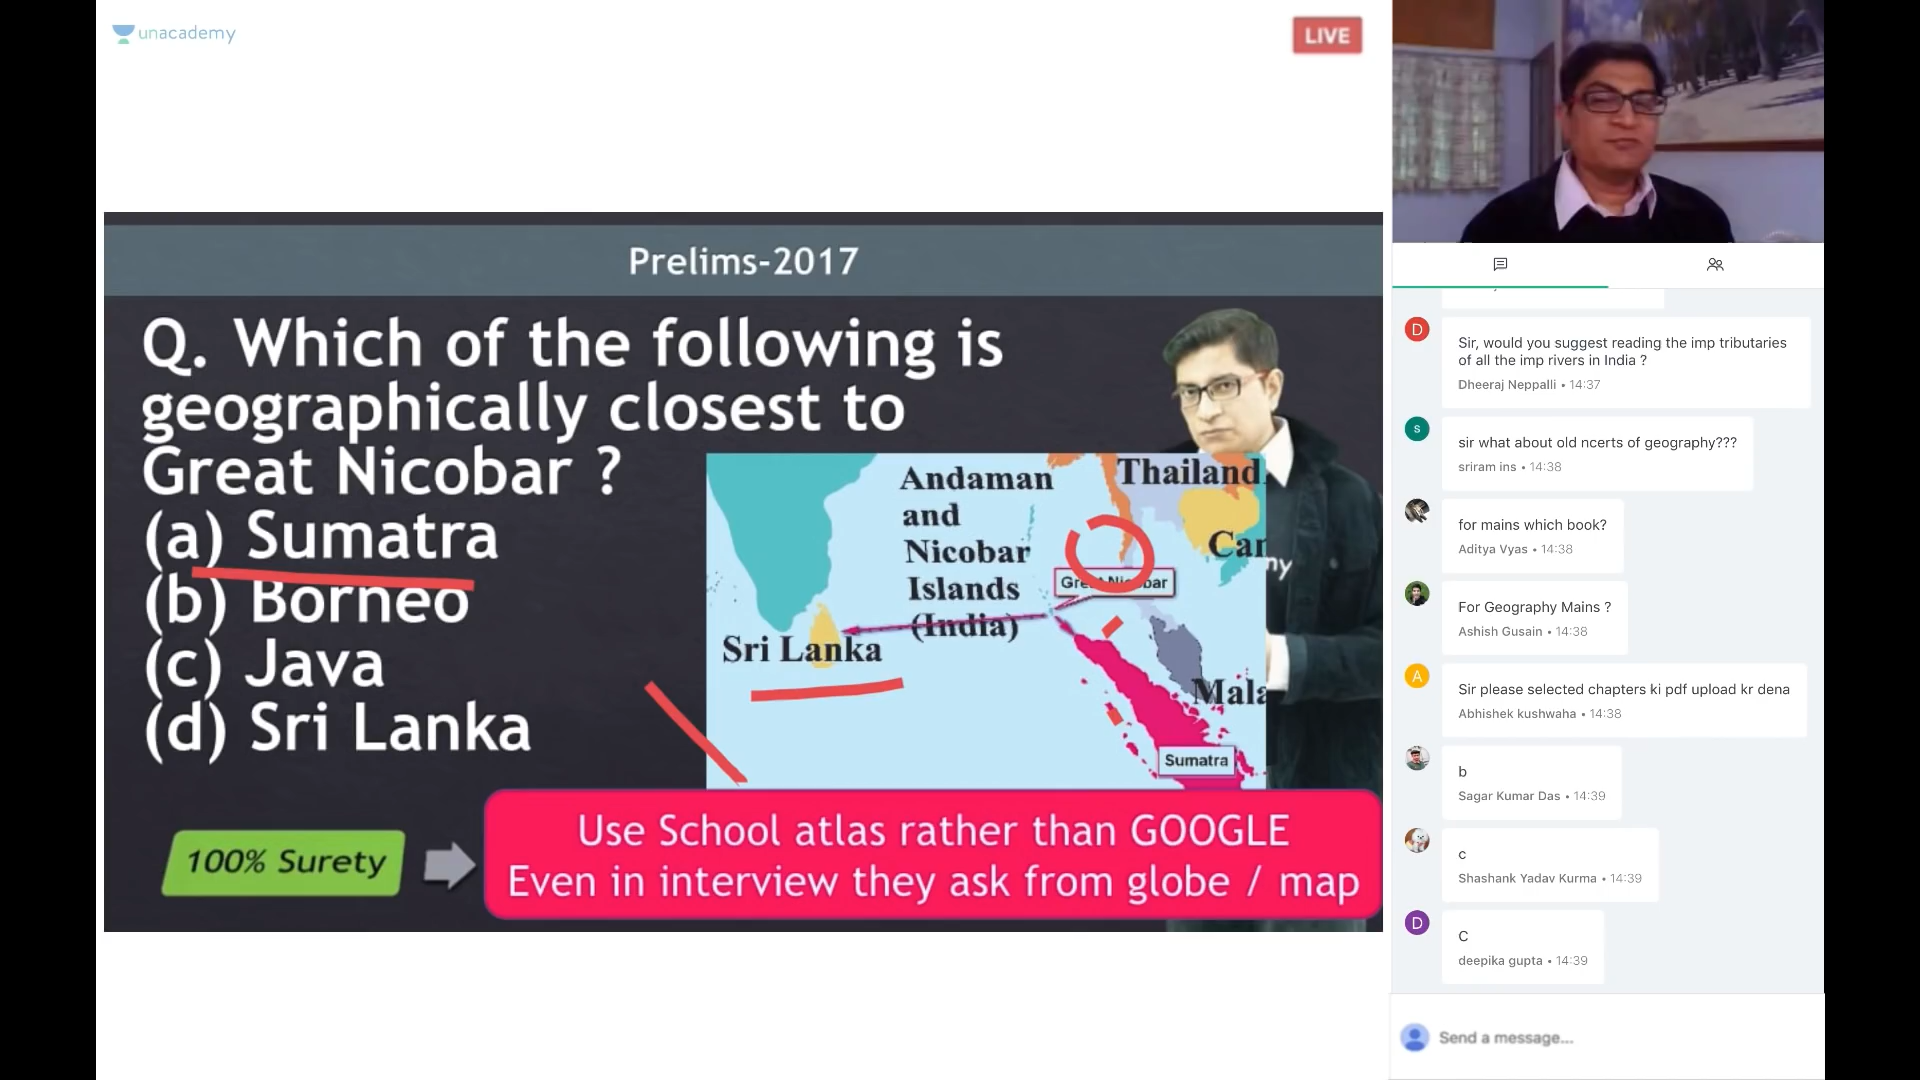 unacademy
LIVE
Prelims-2017
Q. Which of the following is
geographically closest to
Great Nicobar ?
(a) Sumatra
(b) Borneo
(c) Java
(d) Sri Lanka
Andaman
and
Nicobar
Islands
(India)
Thailand
Great Nicobar
Sri Lanka
Sumatra
100% Surety
Use School atlas rather than GOOGLE
Even in interview they ask from globe / map
D
Sir, would you suggest reading the imp tributaries
of all the imp rivers in India ?
Dheeraj Neppalli • 14:37
s
sir what about old ncerts of geography???
sriram ins • 14:38
for mains which book?
Aditya Vyas • 14:38
For Geography Mains ?
Ashish Gusain • 14:38
A
Sir please selected chapters ki pdf upload kr dena
Abhishek kushwaha • 14:38
b
Sagar Kumar Das • 14:39
c
Shashank Yadav Kurma • 14:39
D
C
deepika gupta • 14:39
Send a message...